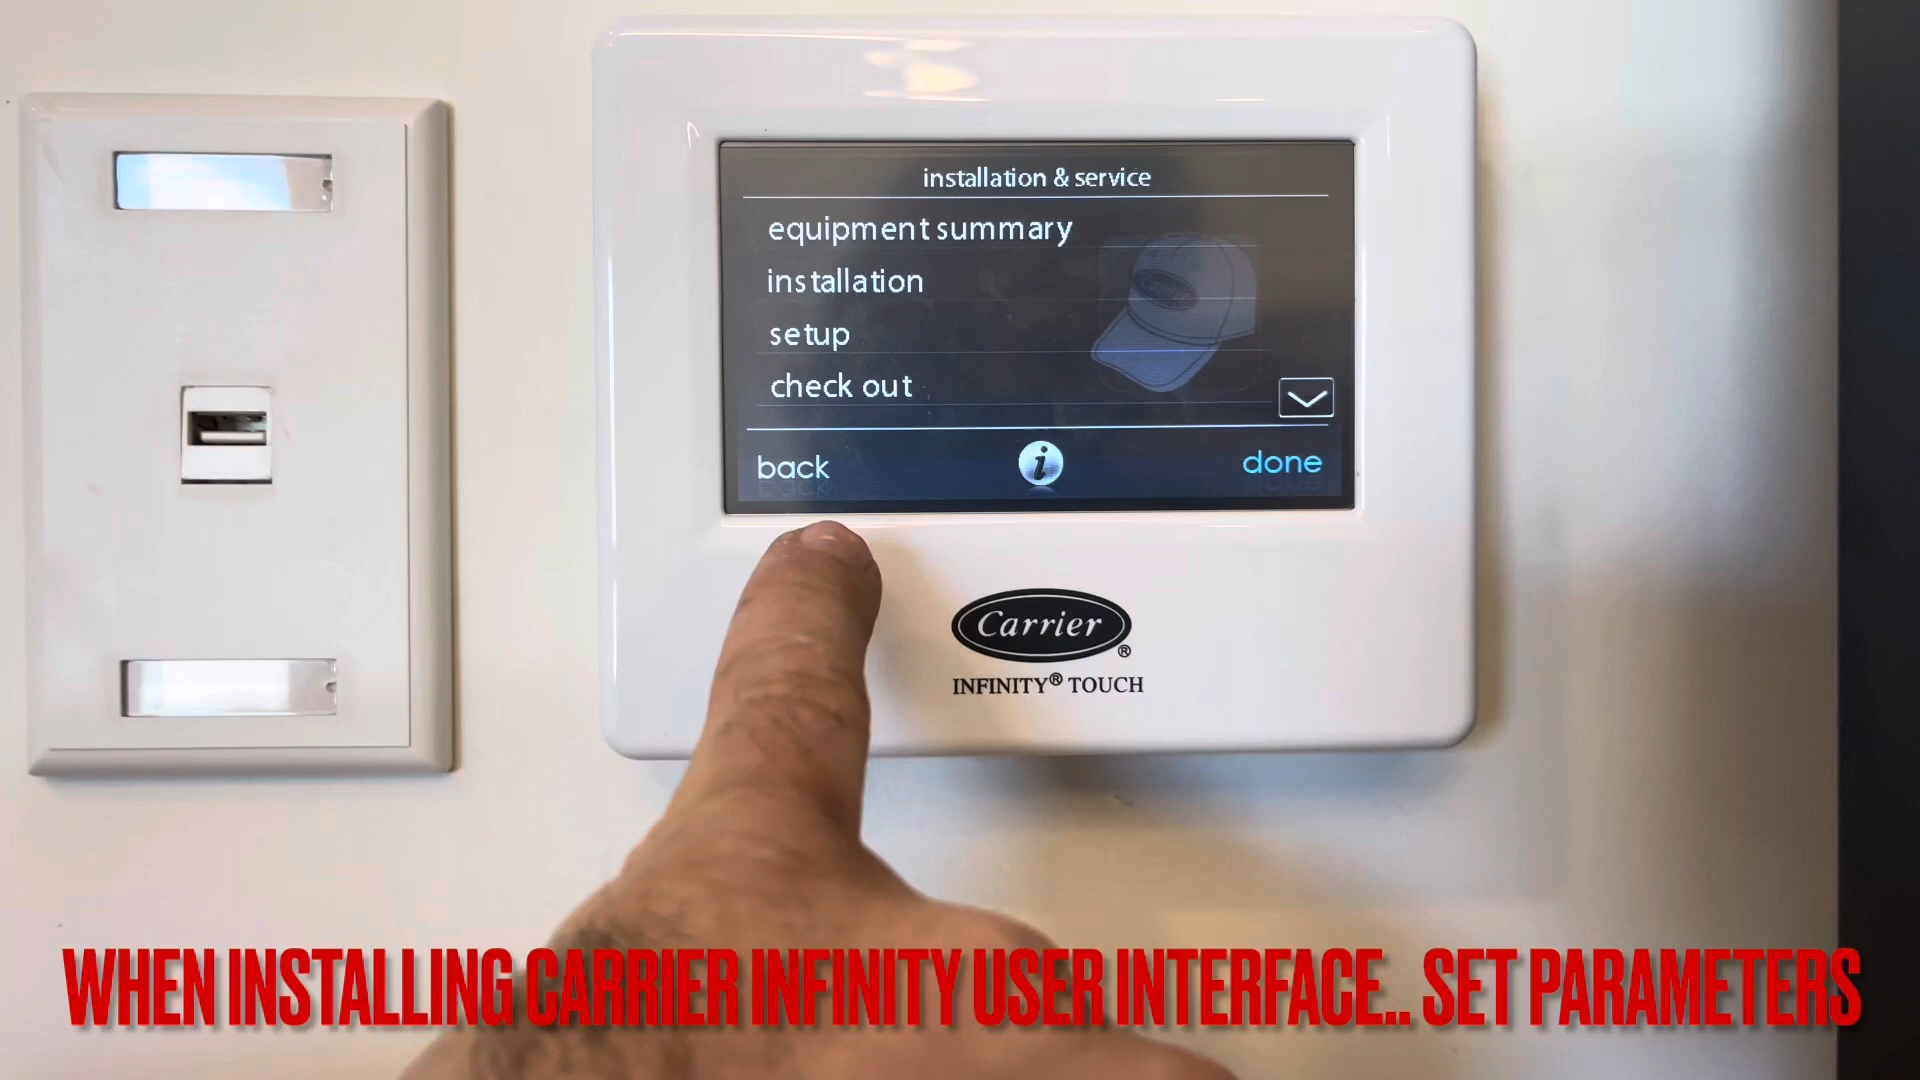 installation & service
equipment summary
installation
setup
check out
back
i
done
Carrier
®
INFINITY® TOUCH
WHEN INSTALLING CARRIER INFINITY USER INTERFACE.. SET PARAMETERS